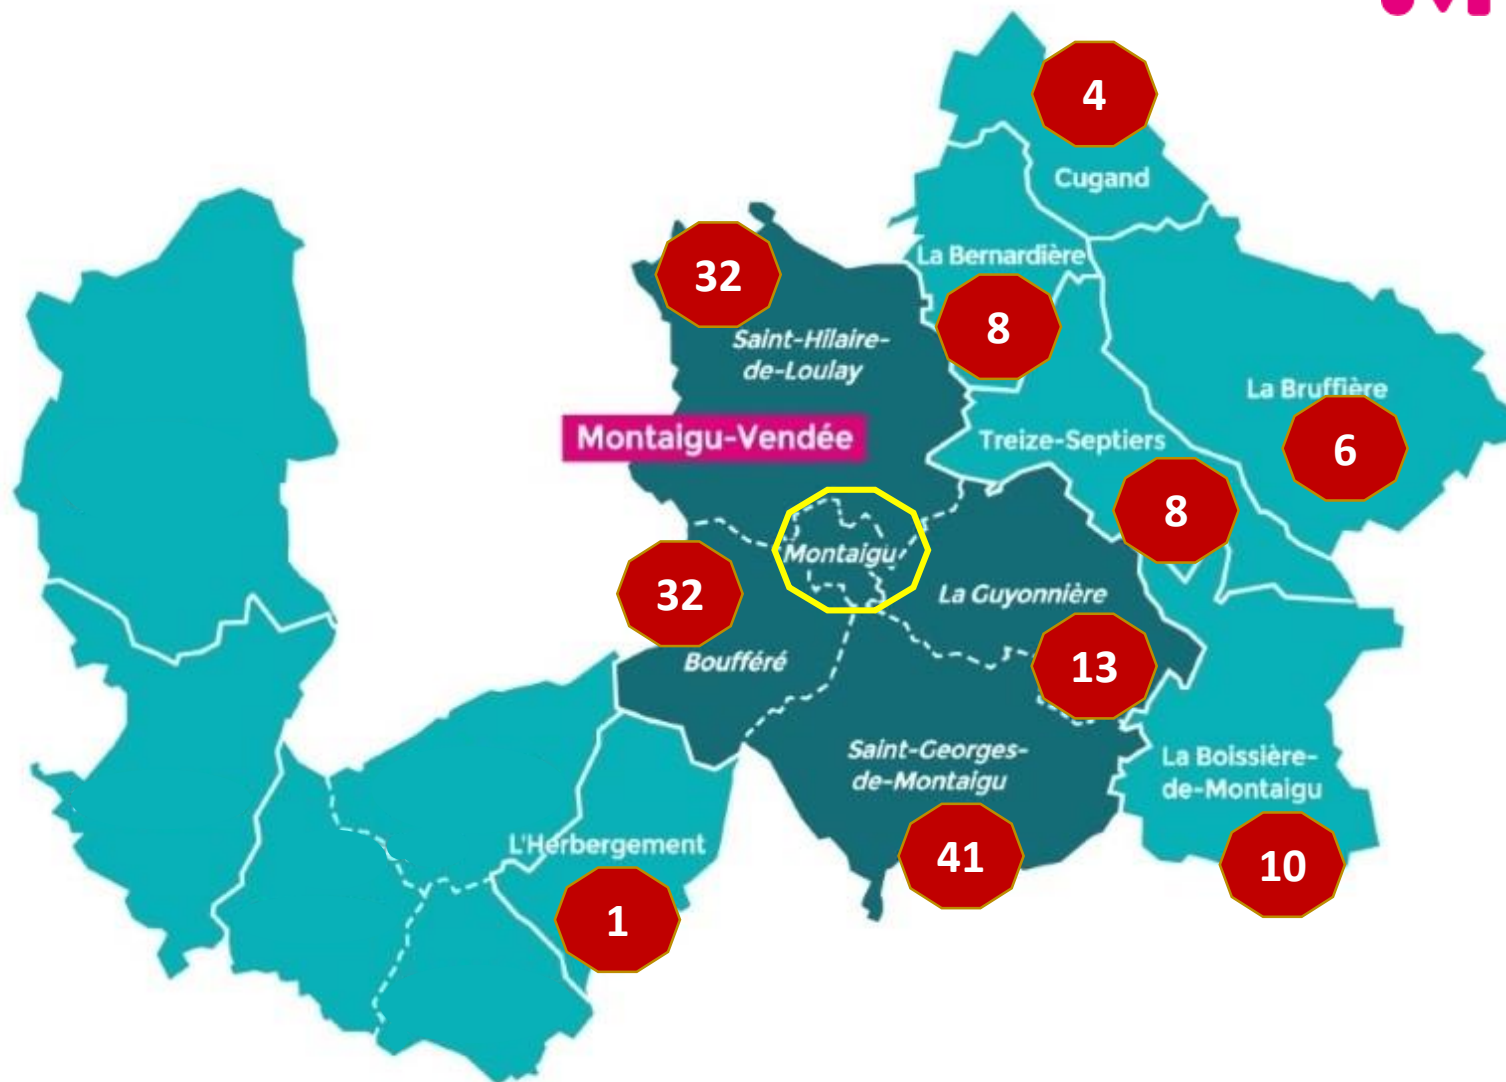 4
Cugand
La Bernardière
32
8
Saint-Hilaire-
de-Loulay
La Bruffière
Montaigu-Vendée
Treize-Septiers
6
8
Montaigu
32
La Guyonnière
Boufféré
13
Saint-Georges-
de-Montaigu
La Boissière-
de-Montaigu
L'Herbergement
41
10
1